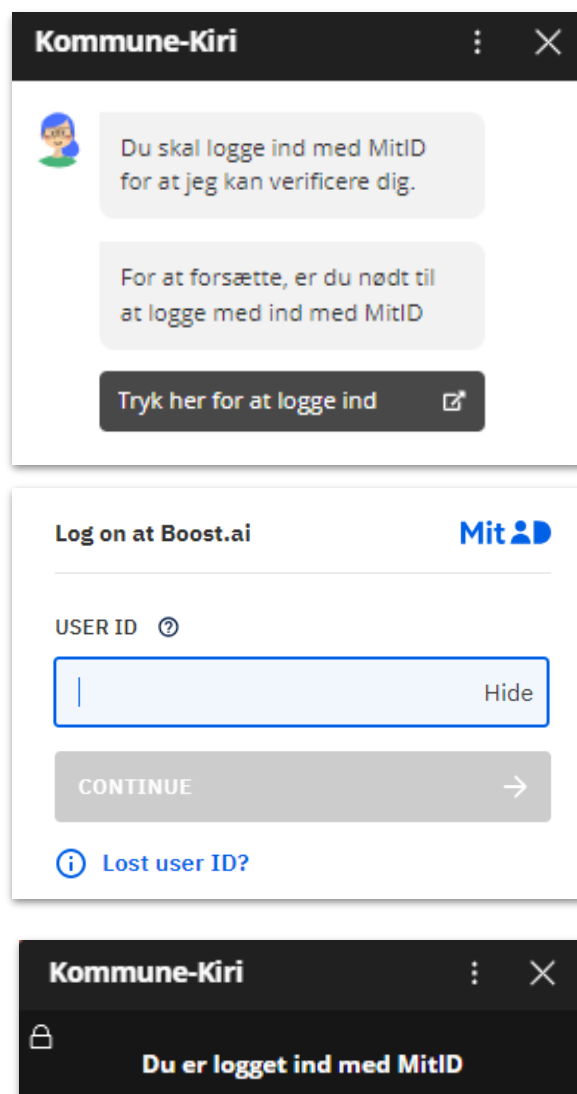 Kommune-Kiri
Du skal logge ind med MitID
for at jeg kan verificere dig.
For at forsætte, er du nødt til
at logge med ind med MitID
Tryk her for at logge ind
Log on at Boost.ai
Mit
USER ID
Hide
CONTINUE
Lost user ID?
Kommune-Kiri
Du er logget ind med MitID